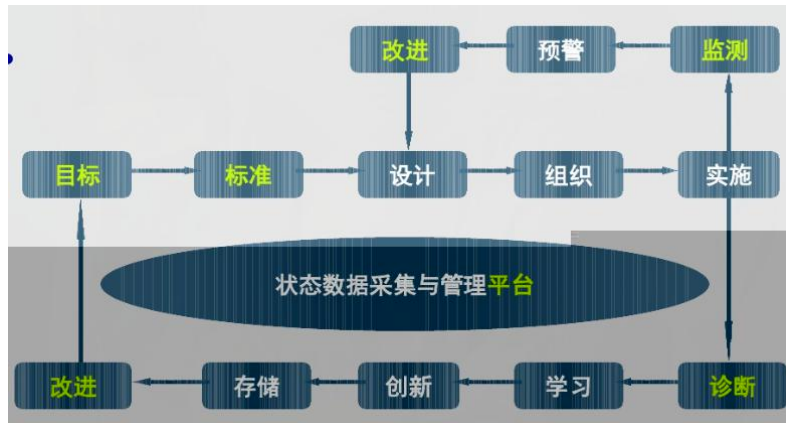 改进 预警 监测
目标 标准 设计 组织 实施
状态数据采集与管理平台
改进 存储 创新 学习 诊断